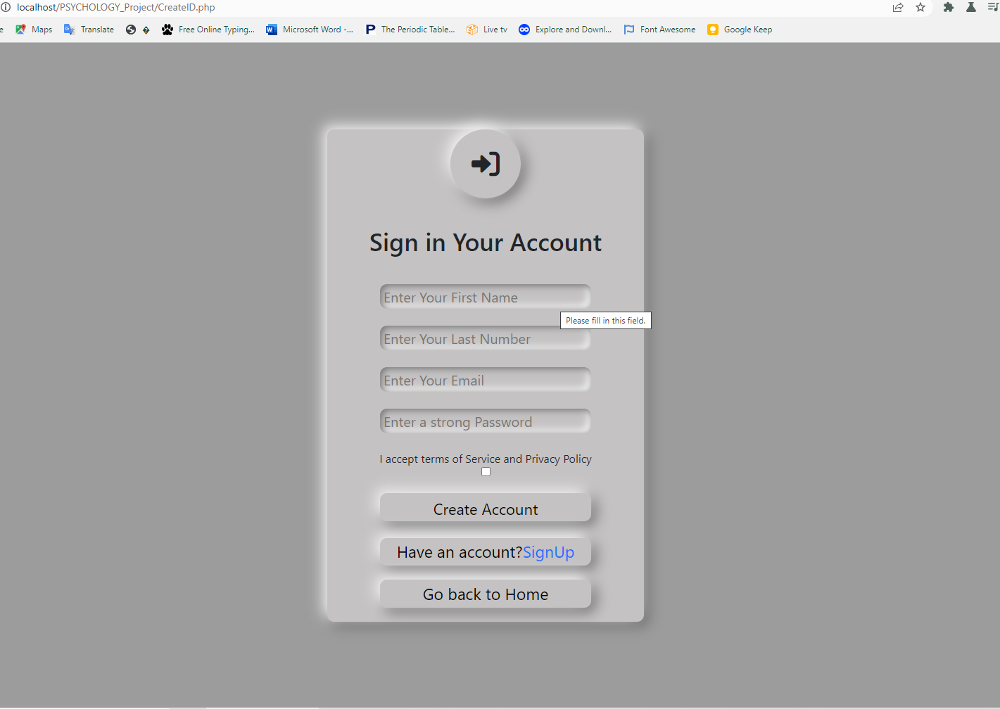 localhost/PSYCHOLOGY_Project/CreateID.php
e Maps Translate Free Online Typing... Microsoft Word -... The Periodic Table... Live tv Explore and Downl... Font Awesome Google Keep
Sign in Your Account
Enter Your First Name
Please fill in this field.
Enter Your Last Number
Enter Your Email
Enter a strong Password
I accept terms of Service and Privacy Policy
Create Account
Have an account?SignUp
Go back to Home